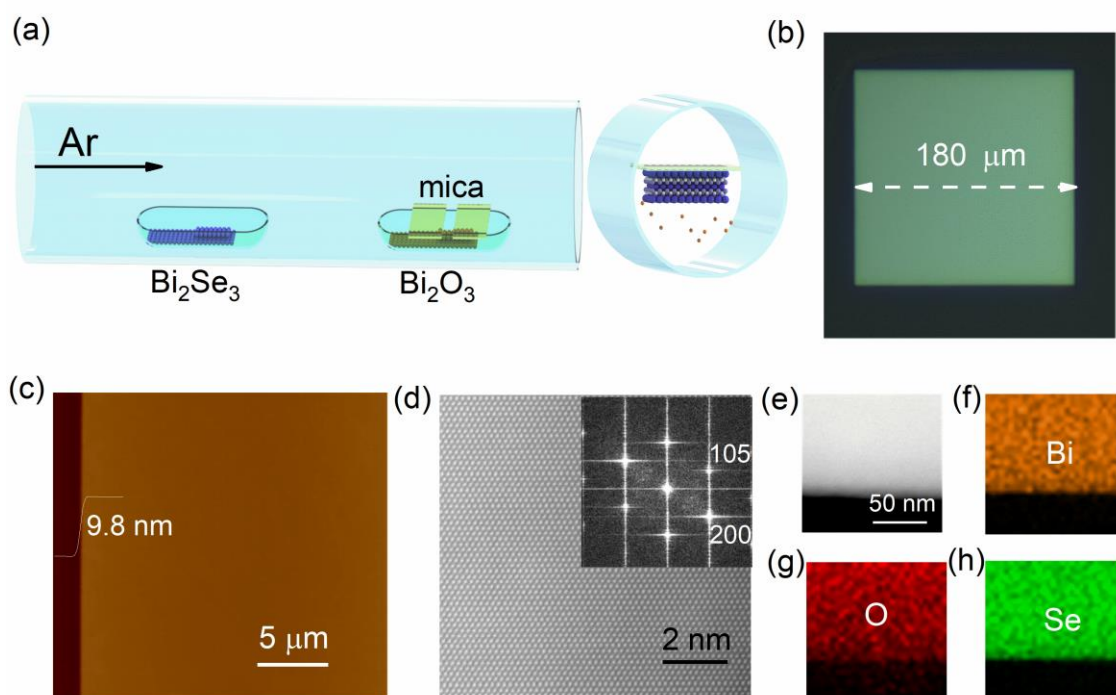 (a)
Ar
mica
Bi₂Se₃
Bi₂O₃
(b)
180 μm
(c)
9.8 nm
5 μm
(d)
105
200
2 nm
(e)
50 nm
(f)
Bi
(g)
O
(h)
Se